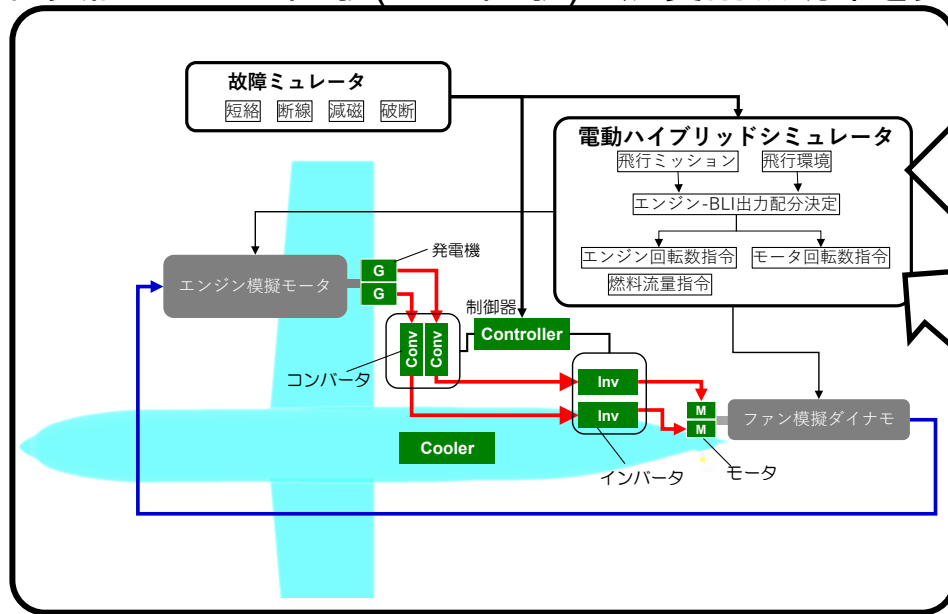 故障ミュレータ
短絡 断線 減磁 破断
電動ハイブリッドシミュレータ
飛行ミッション 飛行環境
エンジン-BLI出力配分決定
エンジン回転数指令 モータ回転数指令
燃料流量指令
発電機
エンジン模擬モータ
G
G
制御器
Controller
Conv
Conv
コンバータ
Inv
Inv
インバータ
M
M
モータ
ファン模擬ダイナモ
Cooler